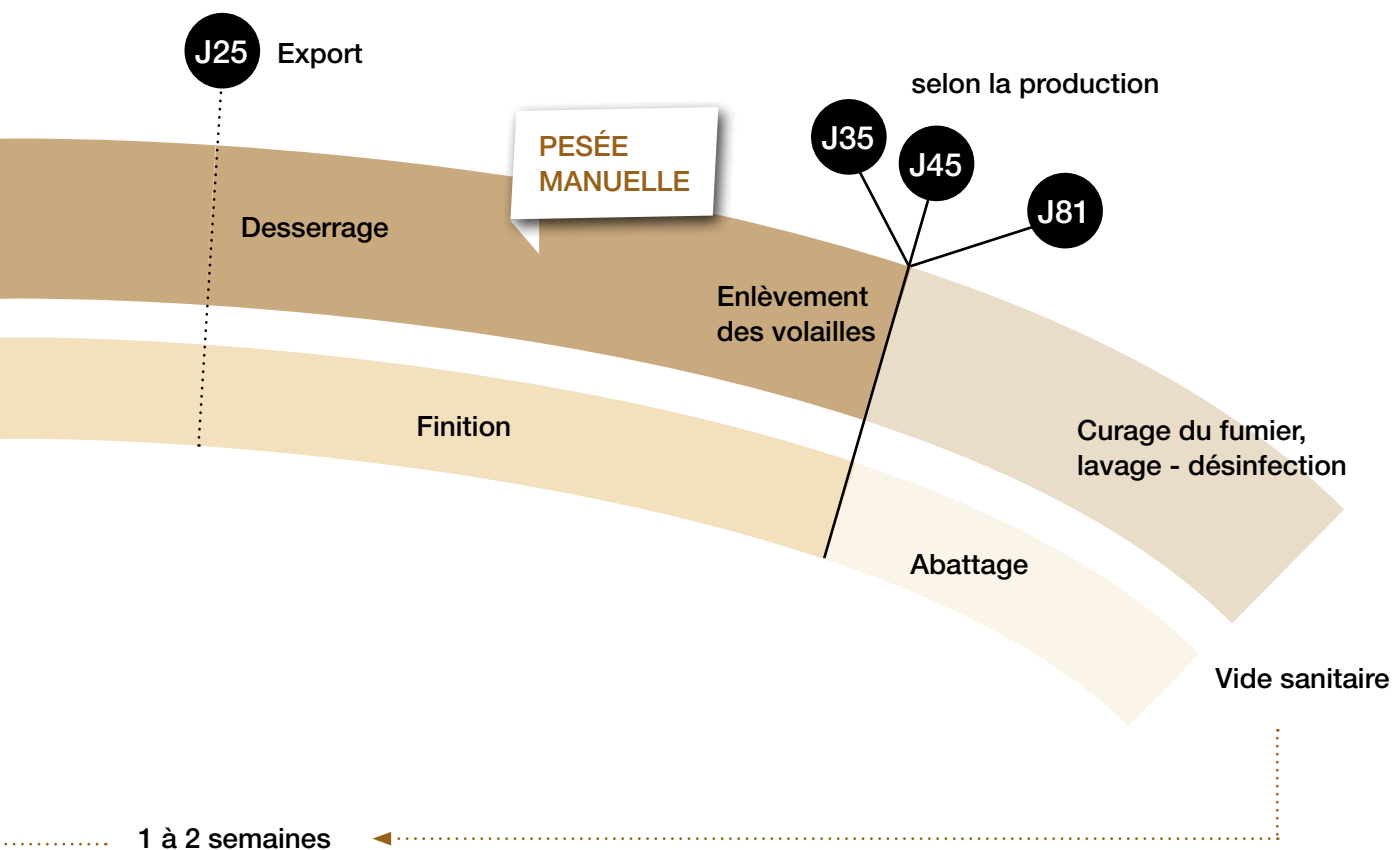 J25 Export
selon la production
J35
J45
J81
PESÉE
MANUELLE
Desserrage
Enlèvement
des volailles
Finition
Curage du fumier,
lavage - désinfection
Abattage
Vide sanitaire
1 à 2 semaines